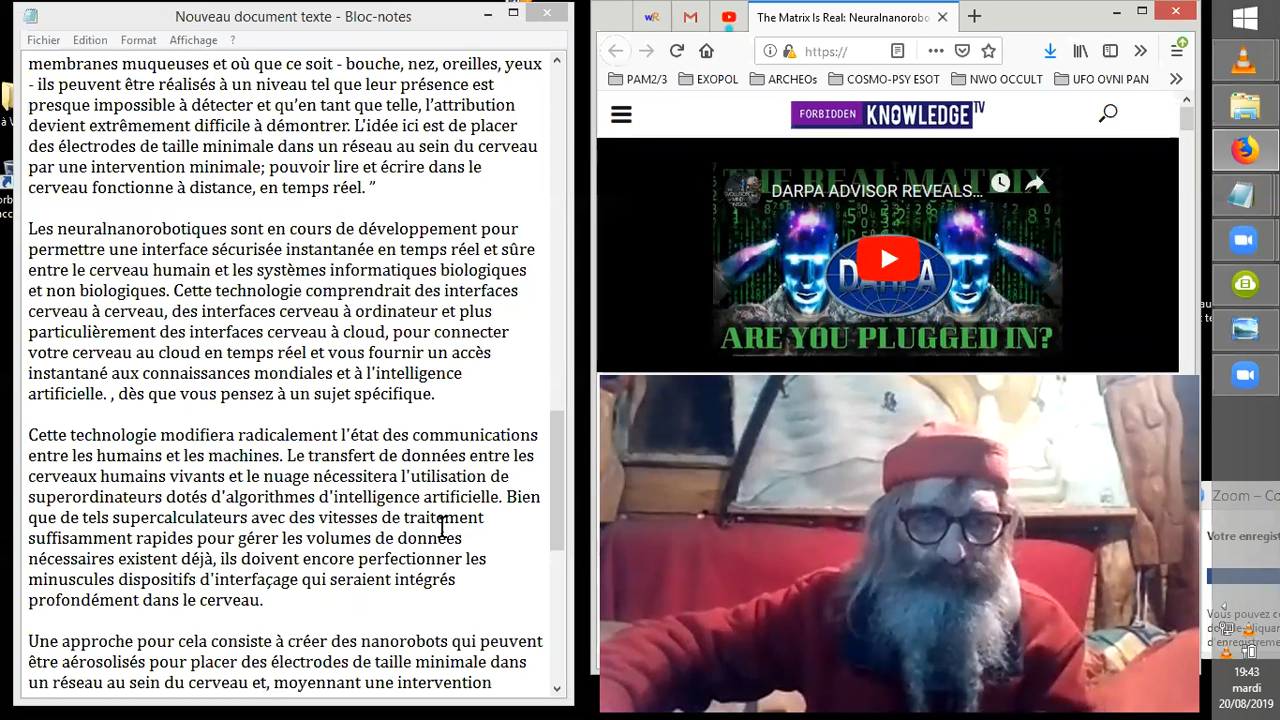 Nouveau document texte - Bloc-notes
Fichier Edition Format Affichage ?
membranes muqueuses et où que ce soit - bouche, nez, oreilles, yeux
- ils peuvent être réalisés à un niveau tel que leur présence est
presque impossible à détecter et qu'en tant que telle, l'attribution
devient extrêmement difficile à démontrer. L'idée ici est de placer
des électrodes de taille minimale dans un réseau au sein du cerveau
par une intervention minimale; pouvoir lire et écrire dans le
cerveau fonctionne à distance, en temps réel. ”
Les neuralnanorobotiques sont en cours de développement pour
permettre une interface sécurisée instantanée en temps réel et sûre
entre le cerveau humain et les systèmes informatiques biologiques
et non biologiques. Cette technologie comprendrait des interfaces
cerveau à cerveau, des interfaces cerveau à ordinateur et plus
particulièrement des interfaces cerveau à cloud, pour connecter
votre cerveau au cloud en temps réel et vous fournir un accès
instantané aux connaissances mondiales et à l'intelligence
artificielle. , dès que vous pensez à un sujet spécifique.
Cette technologie modifiera radicalement l'état des communications
entre les humains et les machines. Le transfert de données entre les
cerveaux humains vivants et le nuage nécessitera l'utilisation de
superordinateurs dotés d'algorithmes d'intelligence artificielle. Bien
que de tels supercalculateurs avec des vitesses de traitement
suffisamment rapides pour gérer les volumes de données
nécessaires existent déjà, ils doivent encore perfectionner les
minuscules dispositifs d'interfaçage qui seraient intégrés
profondément dans le cerveau.
Une approche pour cela consiste à créer des nanorobots qui peuvent
être aérosolisés pour placer des électrodes de taille minimale dans
un réseau au sein du cerveau et, moyennant une intervention
The Matrix Is Real: Neuralnanorobo
https://
PAM2/3 EXOPOL ARCHEOs COSMO-PSY ESOT NWO OCCULT UFO OVNI PAN
FORBIDDEN KNOWLEDGE TV
THE REAL MATRIX
DARPA ADVISOR REVEALS...
DARPA
ARE YOU PLUGGED IN?
Zoom – Co
Votre enregistr
Vous pouvez c
d'enregistreme
19:43
mardi
20/08/2019